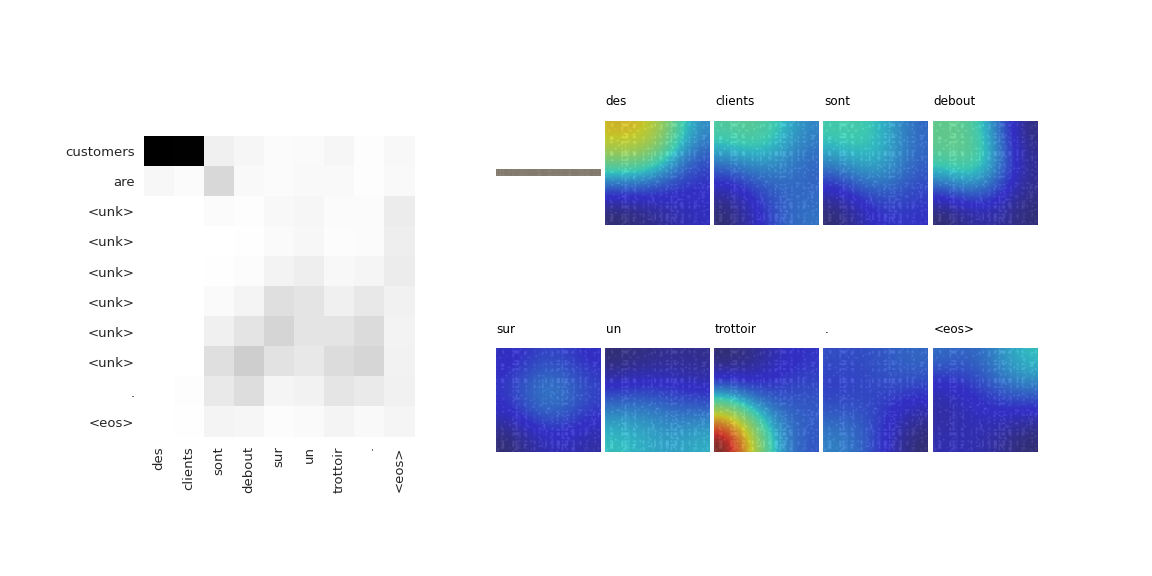 customers
are
<unk>
<unk>
<unk>
<unk>
<unk>
<unk>
.
<eos>
des
clients
sont
debout
sur
un
trottoir
.
<eos>
des clients sont debout
sur un trottoir . <eos>